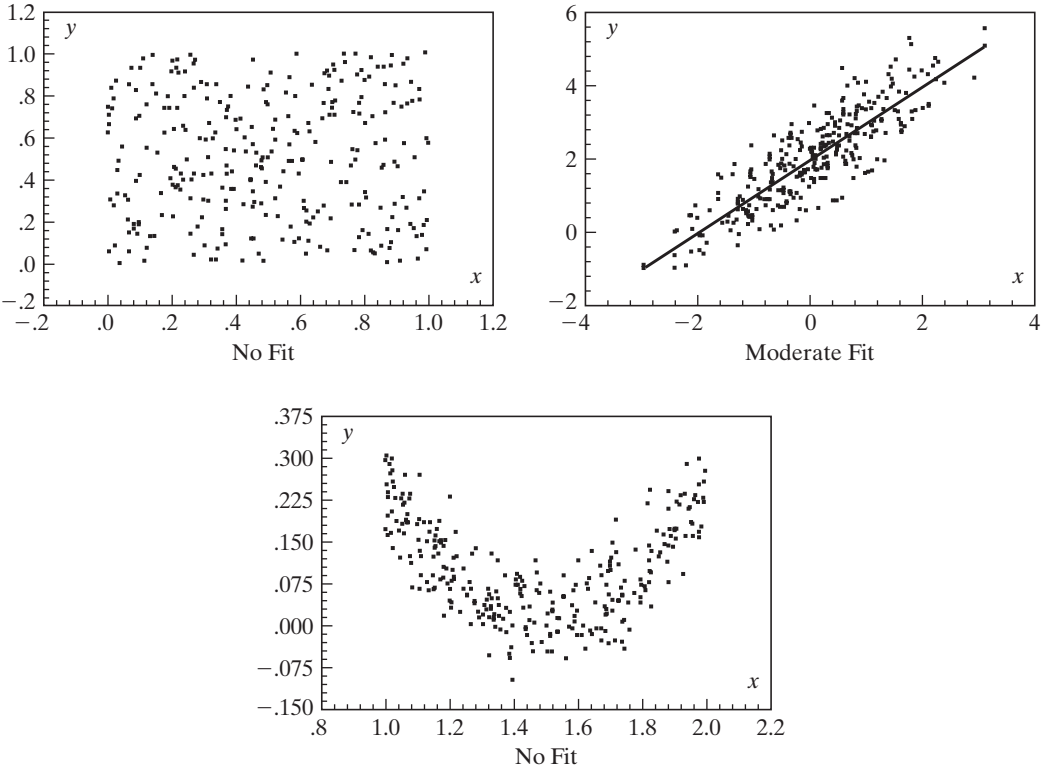 1.2
y
1.0
.8
.6
.4
.2
.0
x
−.2
−.2 .0 .2 .4 .6 .8 1.0 1.2
No Fit
6
y
4
2
0
x
−2
−4 −2 0 2 4
Moderate Fit
.375
y
.300
.225
.150
.075
.000
−.075
x
−.150
.8 1.0 1.2 1.4 1.6 1.8 2.0 2.2
No Fit